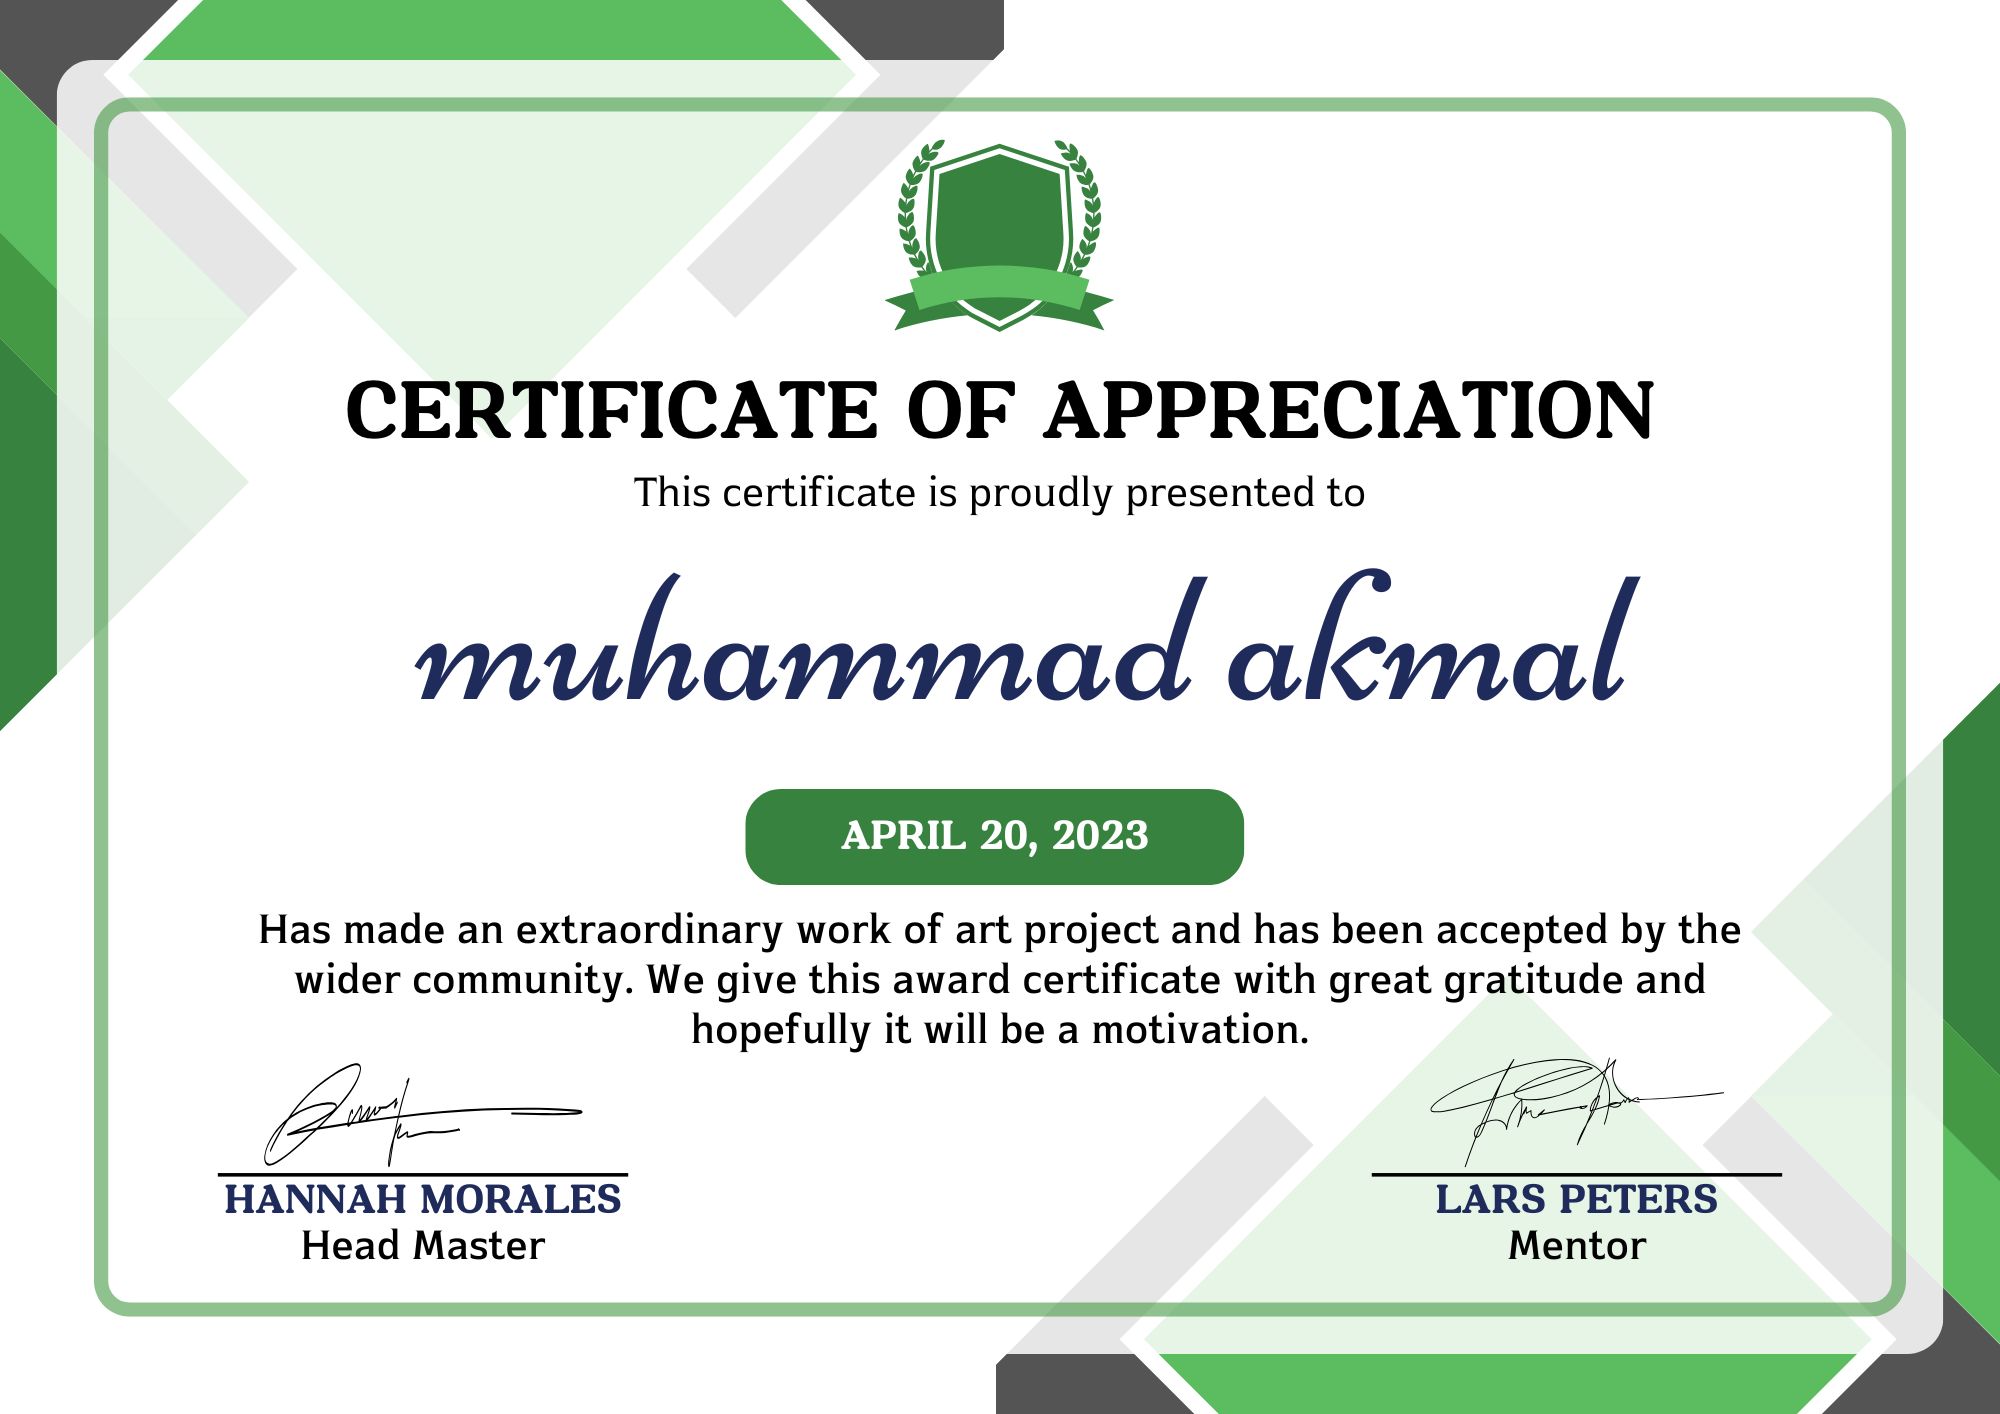 CERTIFICATE OF APPRECIATION
This certificate is proudly presented to
muhammad akmal
APRIL 20, 2023
Has made an extraordinary work of art project and has been accepted by the
wider community. We give this award certificate with great gratitude and
hopefully it will be a motivation.
HANNAH MORALES
Head Master
LARS PETERS
Mentor